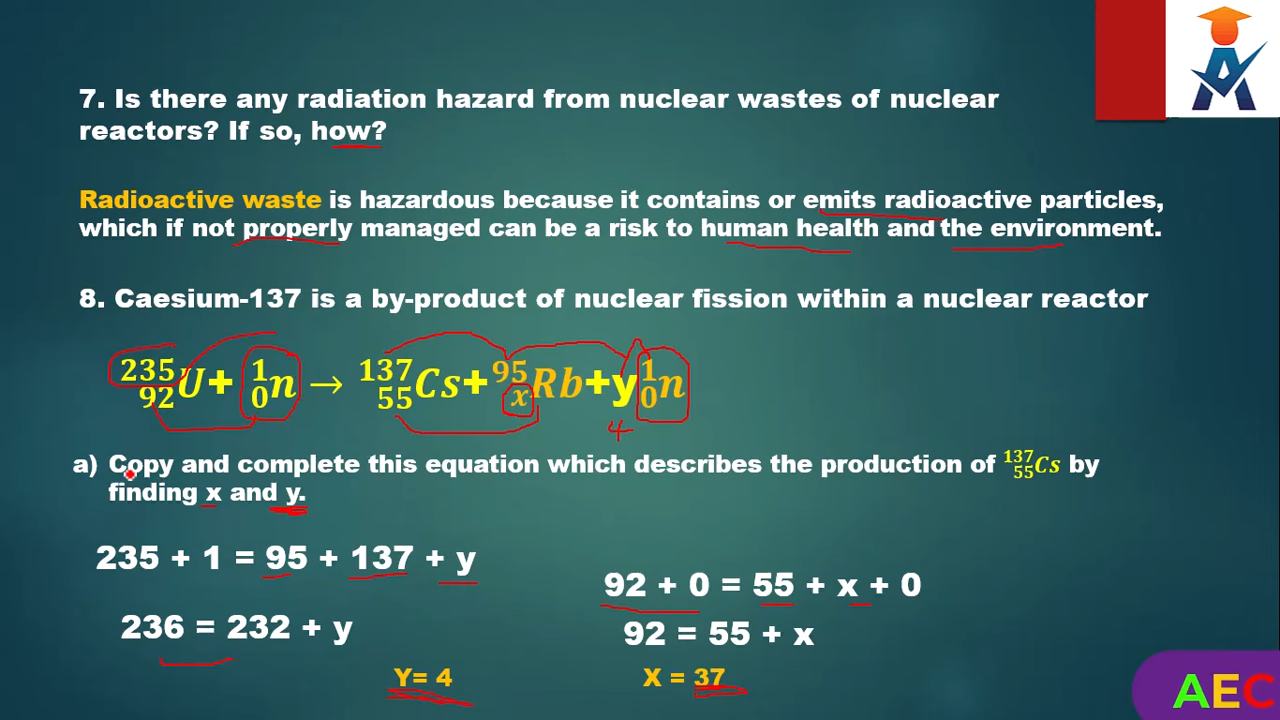 7. Is there any radiation hazard from nuclear wastes of nuclear
reactors? If so, how?
Radioactive waste is hazardous because it contains or emits radioactive particles,
which if not properly managed can be a risk to human health and the environment.
8. Caesium-137 is a by-product of nuclear fission within a nuclear reactor
²³⁵₉₂U + ¹₀n → ¹³⁷₅₅Cs + ⁹⁵ₓRb + y ¹₀n
4
a) Copy and complete this equation which describes the production of ¹³⁷₅₅Cs by
finding x and y.
235 + 1 = 95 + 137 + y
236 = 232 + y
Y= 4
92 + 0 = 55 + x + 0
92 = 55 + x
X = 37
AEC